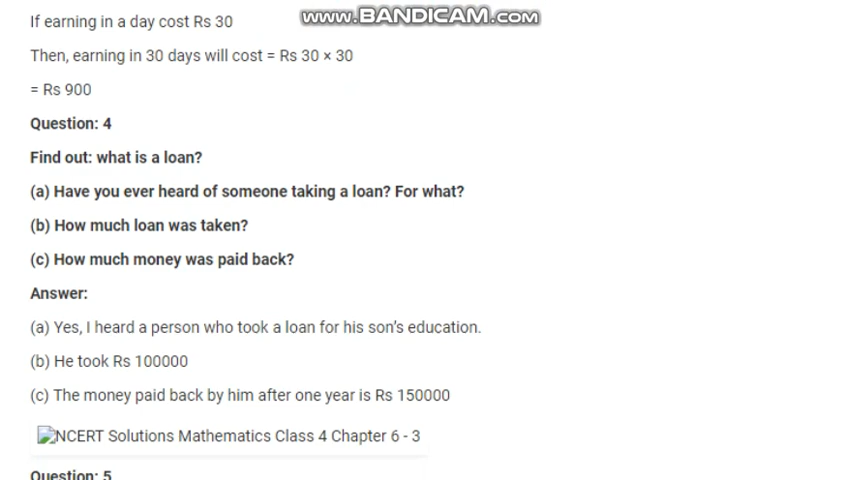 www.BANDICAM.com
If earning in a day cost Rs 30
Then, earning in 30 days will cost = Rs 30 × 30
= Rs 900
Question: 4
Find out: what is a loan?
(a) Have you ever heard of someone taking a loan? For what?
(b) How much loan was taken?
(c) How much money was paid back?
Answer:
(a) Yes, I heard a person who took a loan for his son’s education.
(b) He took Rs 100000
(c) The money paid back by him after one year is Rs 150000
NCERT Solutions Mathematics Class 4 Chapter 6 - 3
Question: 5